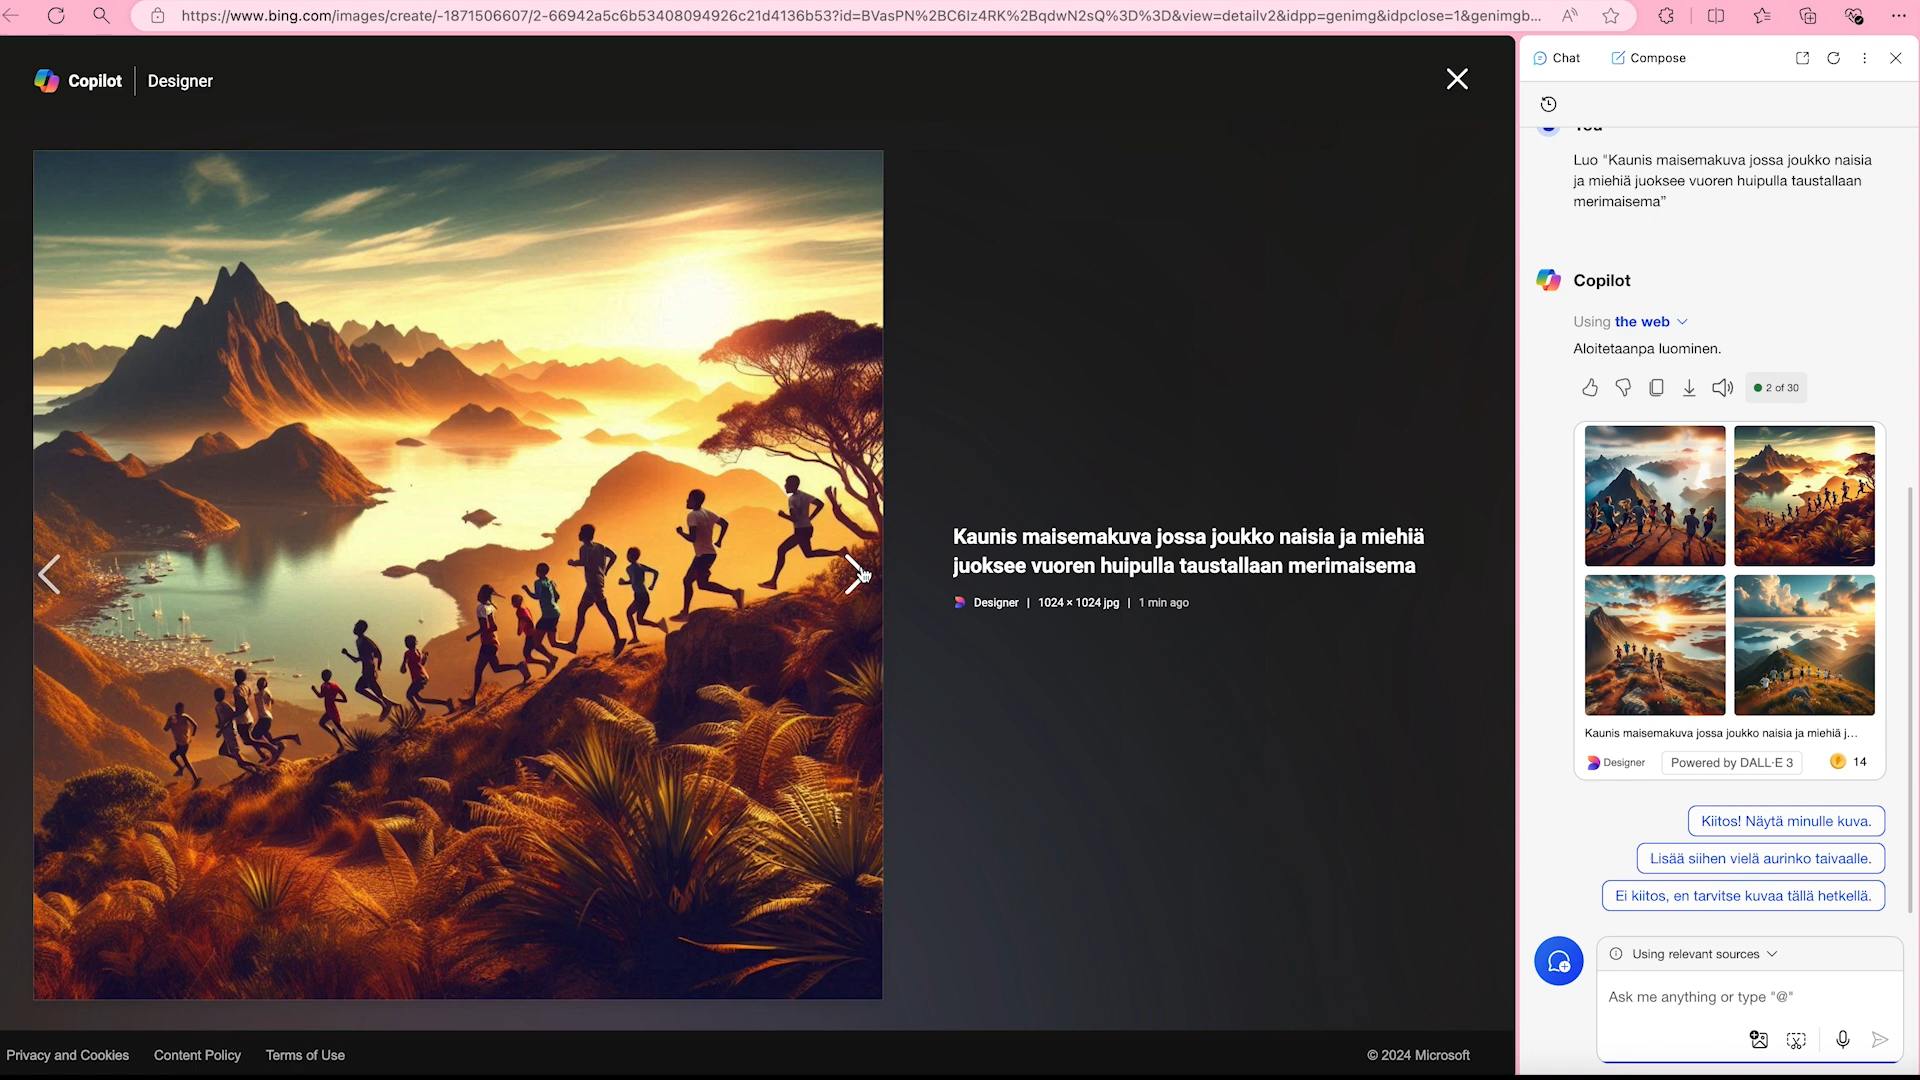 https://www.bing.com/images/create/-1871506607/2-66942a5c6b53408094926c21d4136b53?id=BVasPN%2BC6Iz4RK%2BqdwN2sQ%3D%3D&view=detailv2&idpp=genimg&idpclose=1&genimgb...
Copilot | Designer
Kaunis maisemakuva jossa joukko naisia ja miehiä
juoksee vuoren huipulla taustallaan merimaisema
Designer | 1024 × 1024 jpg | 1 min ago
Privacy and Cookies Content Policy Terms of Use
© 2024 Microsoft
Chat Compose
You
Luo "Kaunis maisemakuva jossa joukko naisia
ja miehiä juoksee vuoren huipulla taustallaan
merimaisema”
Copilot
Using the web
Aloitetaanpa luominen.
2 of 30
Kaunis maisemakuva jossa joukko naisia ja miehiä j...
Designer Powered by DALL·E 3 14
Kiitos! Näytä minulle kuva.
Lisää siihen vielä aurinko taivaalle.
Ei kiitos, en tarvitse kuvaa tällä hetkellä.
Using relevant sources
Ask me anything or type "@"